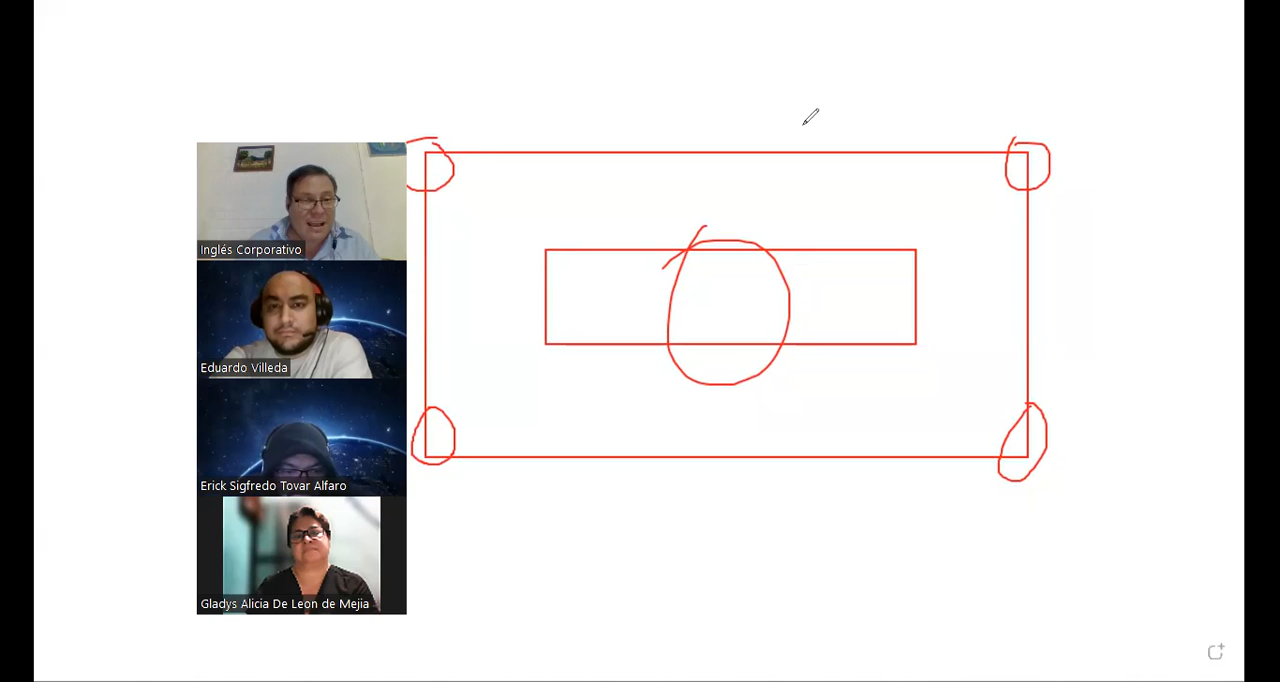 Inglés Corporativo
Eduardo Villeda
Erick Sigfredo Tovar Alfaro
Gladys Alicia De Leon de Mejia